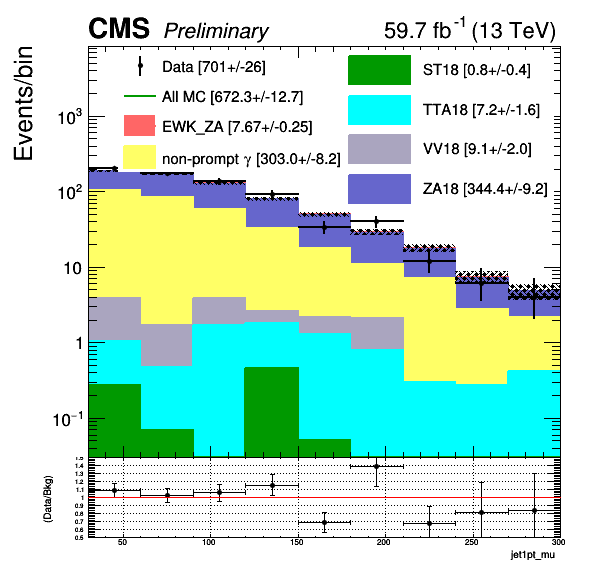 CMS Preliminary 59.7 fb⁻¹ (13 TeV)
Events/bin
Data [701+/-26]
All MC [672.3+/-12.7]
EWK_ZA [7.67+/-0.25]
non-prompt γ [303.0+/-8.2]
ST18 [0.8+/-0.4]
TTA18 [7.2+/-1.6]
VV18 [9.1+/-2.0]
ZA18 [344.4+/-9.2]
10³
10²
10
1
10⁻¹
(Data/Bkg)
1.5
1.4
1.3
1.2
1.1
1
0.9
0.8
0.7
0.6
0.5
50 100 150 200 250 300
jet1pt_mu